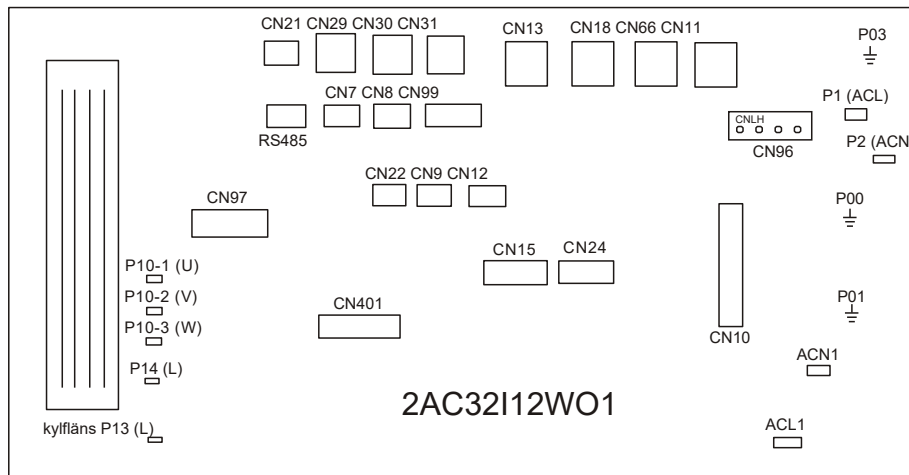 CN21 CN29 CN30 CN31
CN13
CN18 CN66 CN11
P03
P1 (ACL)
CN7 CN8 CN99
RS485
CNLH
CN96
P2 (ACN
CN22 CN9 CN12
CN97
P00
CN15
CN24
P10-1 (U)
P10-2 (V)
P10-3 (W)
CN401
P01
CN10
P14 (L)
ACN1
2AC32I12WO1
kylfläns P13 (L)
ACL1